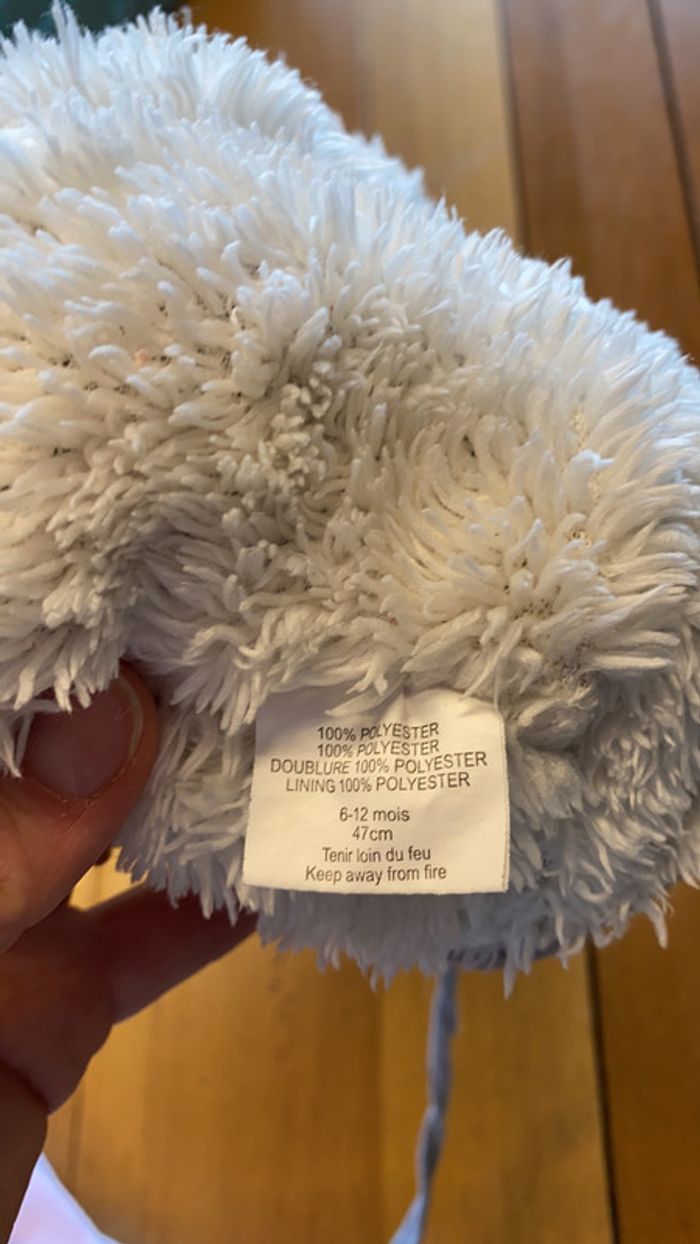 100% POLYESTER
100% POLYESTER
DOUBLURE 100% POLYESTER
LINING 100% POLYESTER
6-12 mois
47cm
Tenir loin du feu
Keep away from fire